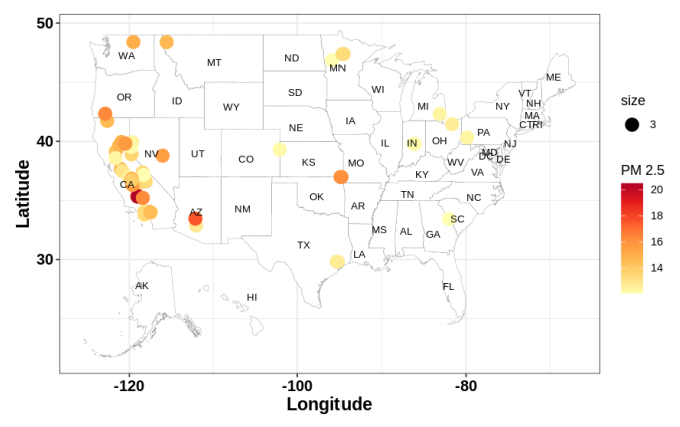 50
40
30
Latitude
WA
MT
ND
MN
ME
OR
ID
WY
SD
WI
MI
VT
NH
NY
MA
CTRI
NE
IA
PA
NJ
NV
UT
CO
KS
MO
IL
IN
OH
MD
DC
DE
WV
VA
KY
CA
AZ
NM
OK
AR
TN
NC
SC
TX
LA
MS
AL
GA
FL
AK
HI
-120
-100
-80
Longitude
size
3
PM 2.5
20
18
16
14